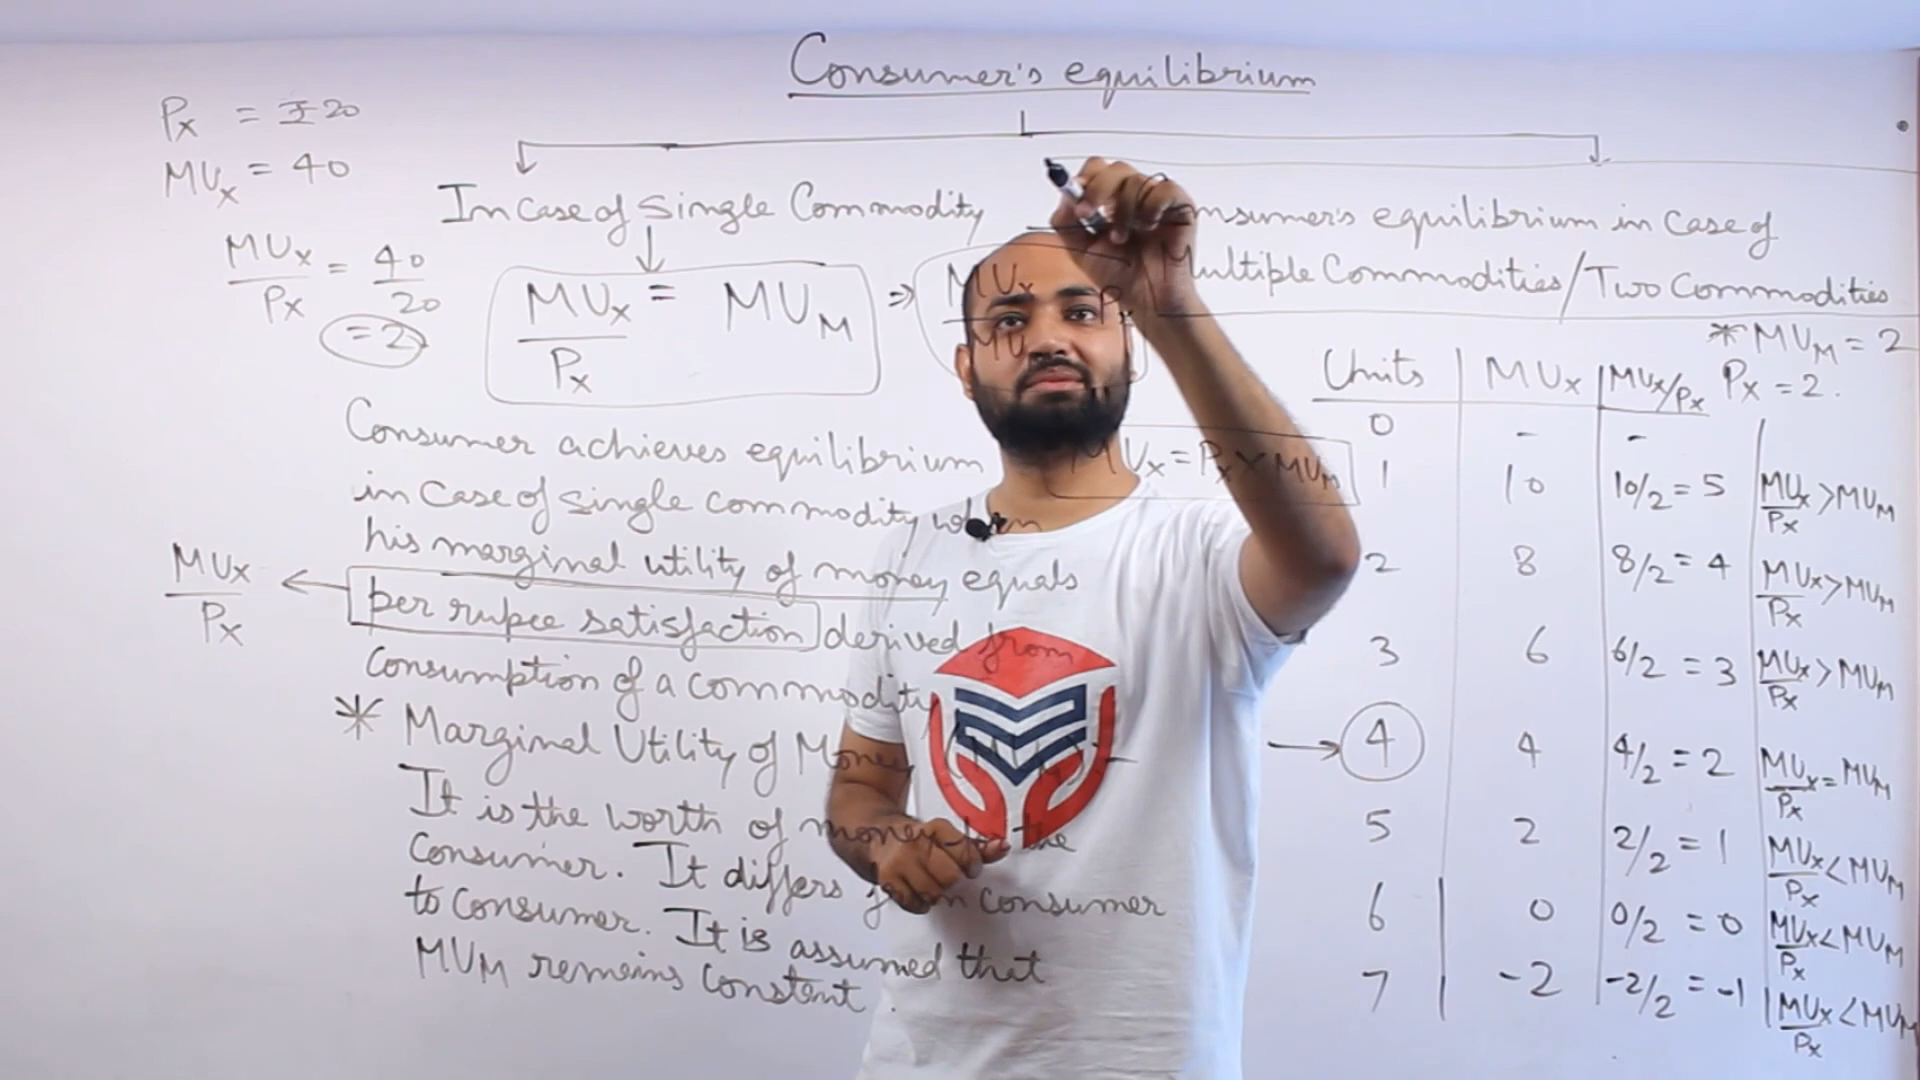 Consumer's equilibrium
Px = ₹20
MUx = 40
MUx/Px = 40/20
= 2
In Case of Single Commodity
MUx/Px = MUM
⇒ MUx
Px
MU
MUx = Px × MUM
Consumer achieves equilibrium
in Case of single commodity when
his marginal utility of money equals
per rupee satisfaction derived from
Consumption of a commodity
MUx/Px
* Marginal Utility of Money
It is the worth of money for the
Consumer. It differs from consumer
to Consumer. It is assumed that
MUM remains Constent.
equilibrium in Case of
Multiple Commodities/Two Commodities
* MUM = 2
Px = 2.
Units MUx MUx/Px
0 - -
1 10 10/2 = 5 MUx/Px > MUM
2 8 8/2 = 4 MUx/Px > MUM
3 6 6/2 = 3 MUx/Px > MUM
→ 4 4 4/2 = 2 MUx/Px = MUM
5 2 2/2 = 1 MUx/Px < MUM
6 0 0/2 = 0 MUx/Px < MUM
7 -2 -2/2 = -1 MUx/Px < MUM